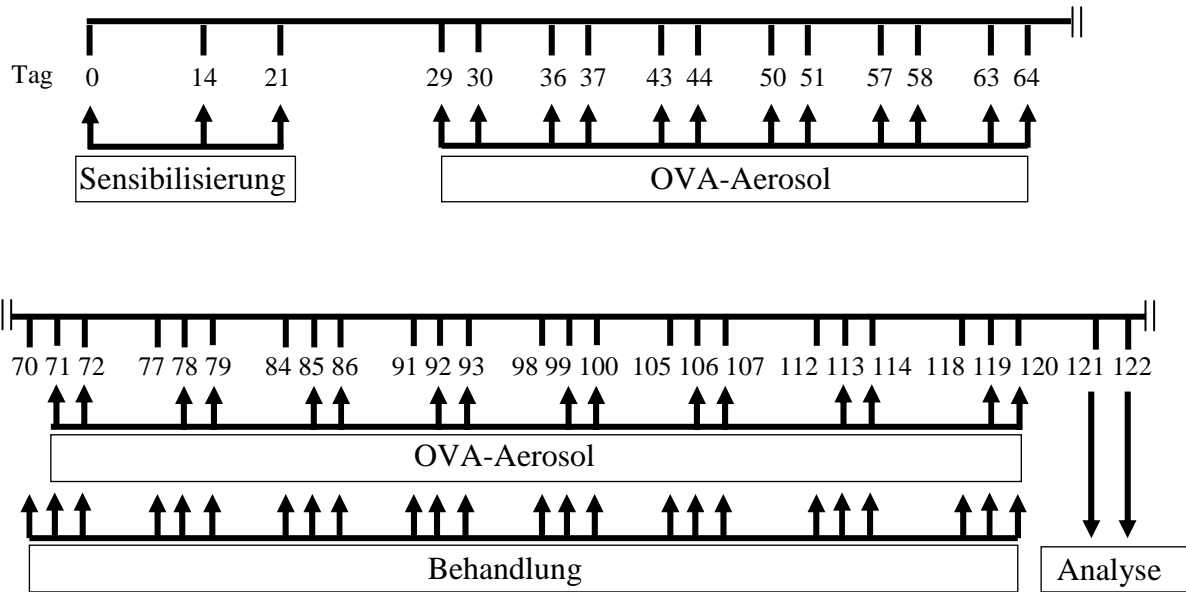 Tag 0 14 21 29 30 36 37 43 44 50 51 57 58 63 64
Sensibilisierung OVA-Aerosol
70 71 72 77 78 79 84 85 86 91 92 93 98 99 100 105 106 107 112 113 114 118 119 120 121 122
OVA-Aerosol
Behandlung Analyse